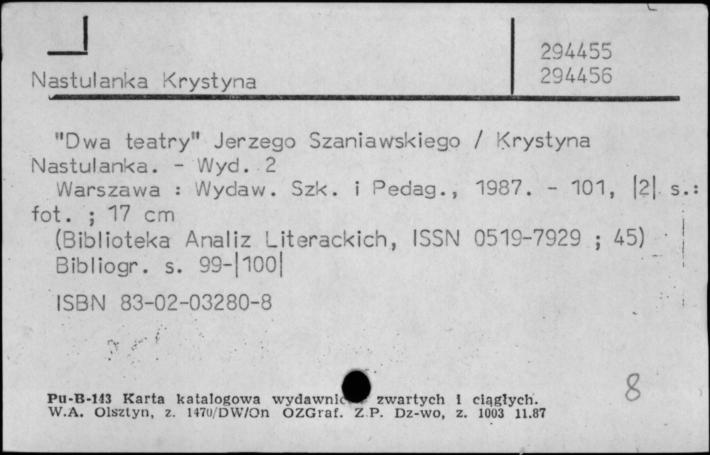 294455
294456
Nastulanka Krystyna
"Dwa teatry" Jerzego Szaniawskiego / Krystyna
Nastulanka. - Wyd. 2
Warszawa : Wydaw. Szk. i Pedag., 1987. - 101, |2| s.:
fot. ; 17 cm
(Biblioteka Analiz Literackich, ISSN 0519-7929 ; 45)
Bibliogr. s. 99-|100|
ISBN 83-02-03280-8
8
Pu-B-143 Karta katalogowa zwartych i ciągłych.
W.A. Olsztyn, z. 1470/DW/On OZGraf. Z.P. Dz-wo, z. 1003 11.87